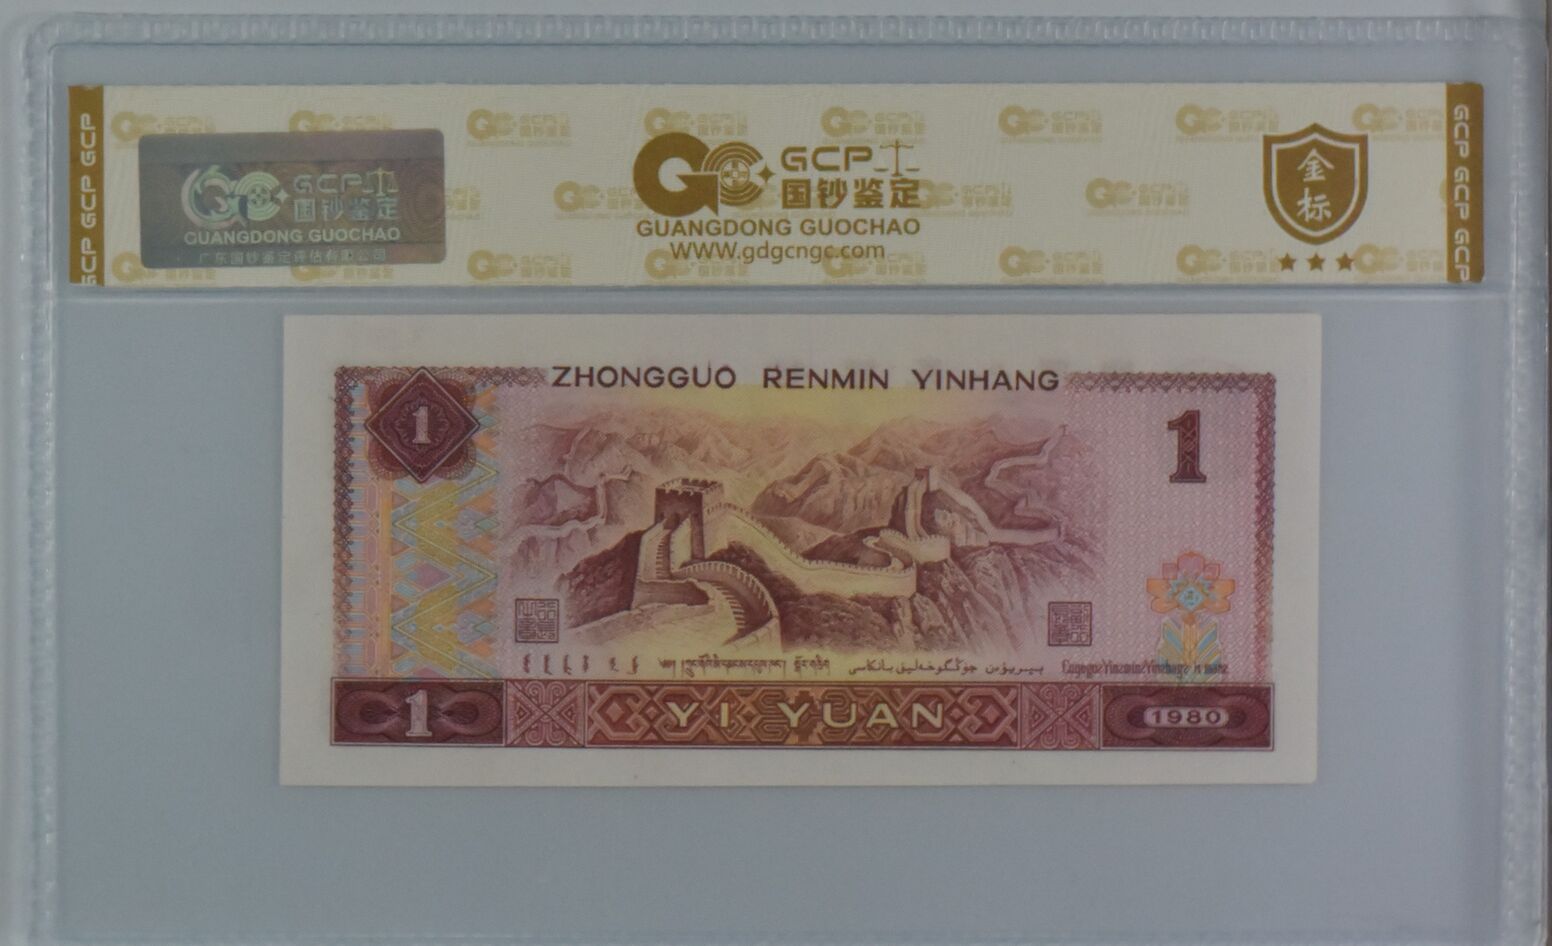 GCP GCP GCP
GCP 国钞鉴定
GUANGDONG GUOCHAO
广东国钞鉴定评估有限公司
GCP 国钞鉴定
GUANGDONG GUOCHAO
WWW.gdgcngc.com
金标
GCP GCP GCP
ZHONGGUO RENMIN YINHANG
1
1
1
YI YUAN
1980